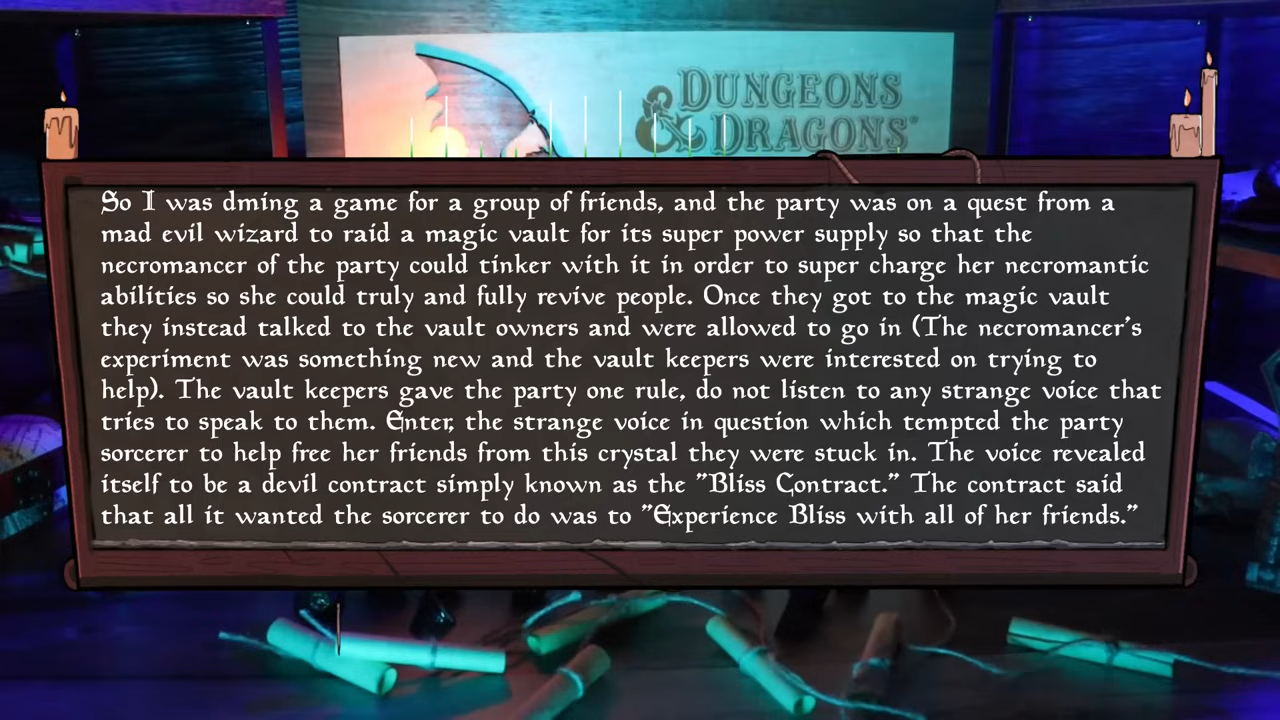 DUNGEONS
& DRAGONS
So I was dming a game for a group of friends, and the party was on a quest from a
mad evil wizard to raid a magic vault for its super power supply so that the
necromancer of the party could tinker with it in order to super charge her necromantic
abilities so she could truly and fully revive people. Once they got to the magic vault
they instead talked to the vault owners and were allowed to go in (The necromancer's
experiment was something new and the vault keepers were interested on trying to
help). The vault keepers gave the party one rule, do not listen to any strange voice that
tries to speak to them. Enter, the strange voice in question which tempted the party
sorcerer to help free her friends from this crystal they were stuck in. The voice revealed
itself to be a devil contract simply known as the "Bliss Contract." The contract said
that all it wanted the sorcerer to do was to "Experience Bliss with all of her friends."